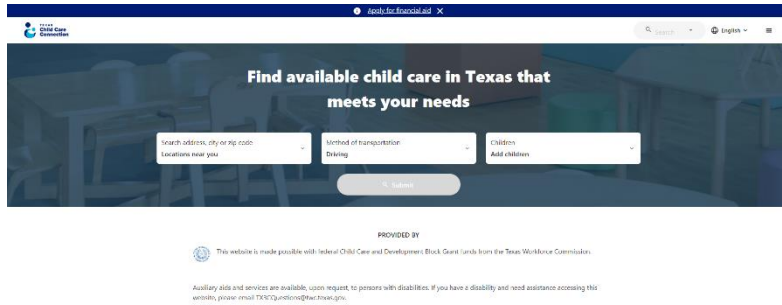 Apply for financial aid
TEXAS
Child Care
Connection
Search
English
Find available child care in Texas that
meets your needs
Search address, city or zip code
Locations near you
Method of transportation
Driving
Children
Add children
Submit
PROVIDED BY
This website is made possible with federal Child Care and Development Block Grant funds from the Texas Workforce Commission.
Auxiliary aids and services are available, upon request, to persons with disabilities. If you have a disability and need assistance accessing this
website, please email TX3CQuestions@twc.texas.gov.